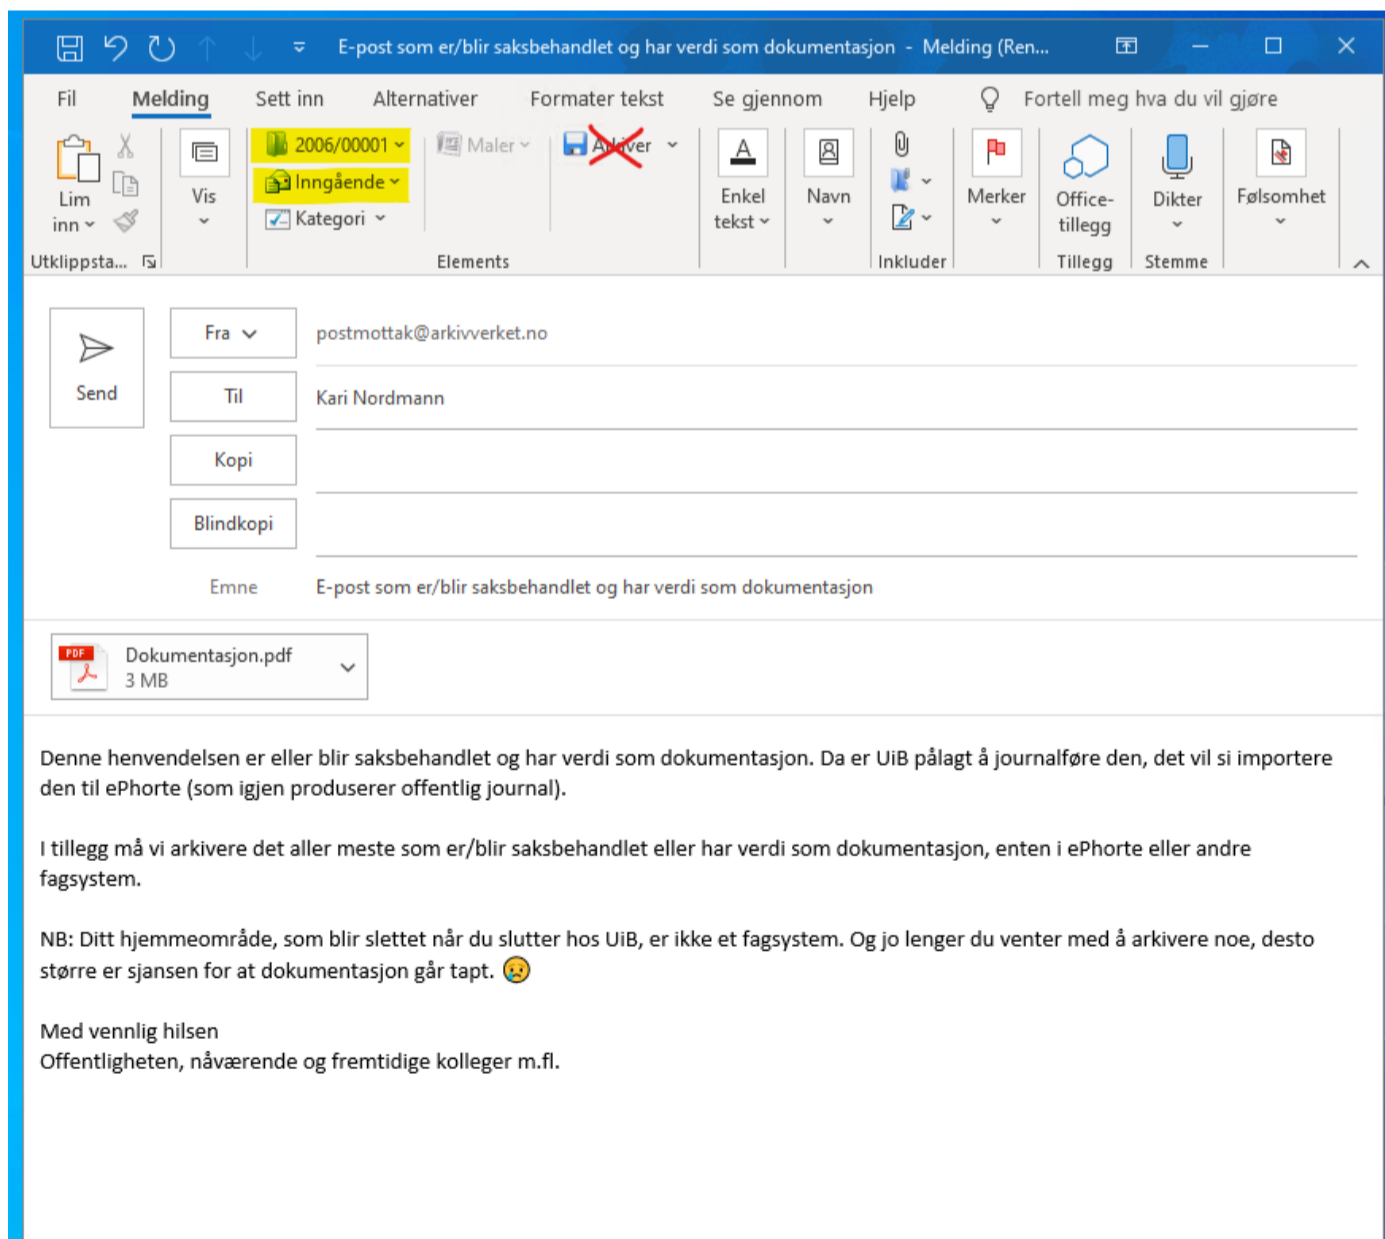 E-post som er/blir saksbehandlet og har verdi som dokumentasjon - Melding (Ren...
Fil Melding Sett inn Alternativer Formater tekst Se gjennom Hjelp Fortell meg hva du vil gjøre
Lim inn
Vis
2006/00001
Inngående
Kategori
Maler
Arkiver
Enkel tekst
Navn
Merker
Office-tillegg
Dikter
Følsomhet
Utklippsta... Elements Inkluder Tillegg Stemme
Send
Fra postmottak@arkivverket.no
Til Kari Nordmann
Kopi
Blindkopi
Emne E-post som er/blir saksbehandlet og har verdi som dokumentasjon
PDF
Dokumentasjon.pdf
3 MB
Denne henvendelsen er eller blir saksbehandlet og har verdi som dokumentasjon. Da er UiB pålagt å journalføre den, det vil si importere
den til ePhorte (som igjen produserer offentlig journal).
I tillegg må vi arkivere det aller meste som er/blir saksbehandlet eller har verdi som dokumentasjon, enten i ePhorte eller andre
fagsystem.
NB: Ditt hjemmeområde, som blir slettet når du slutter hos UiB, er ikke et fagsystem. Og jo lenger du venter med å arkivere noe, desto
større er sjansen for at dokumentasjon går tapt. 😥
Med vennlig hilsen
Offentligheten, nåværende og fremtidige kolleger m.fl.